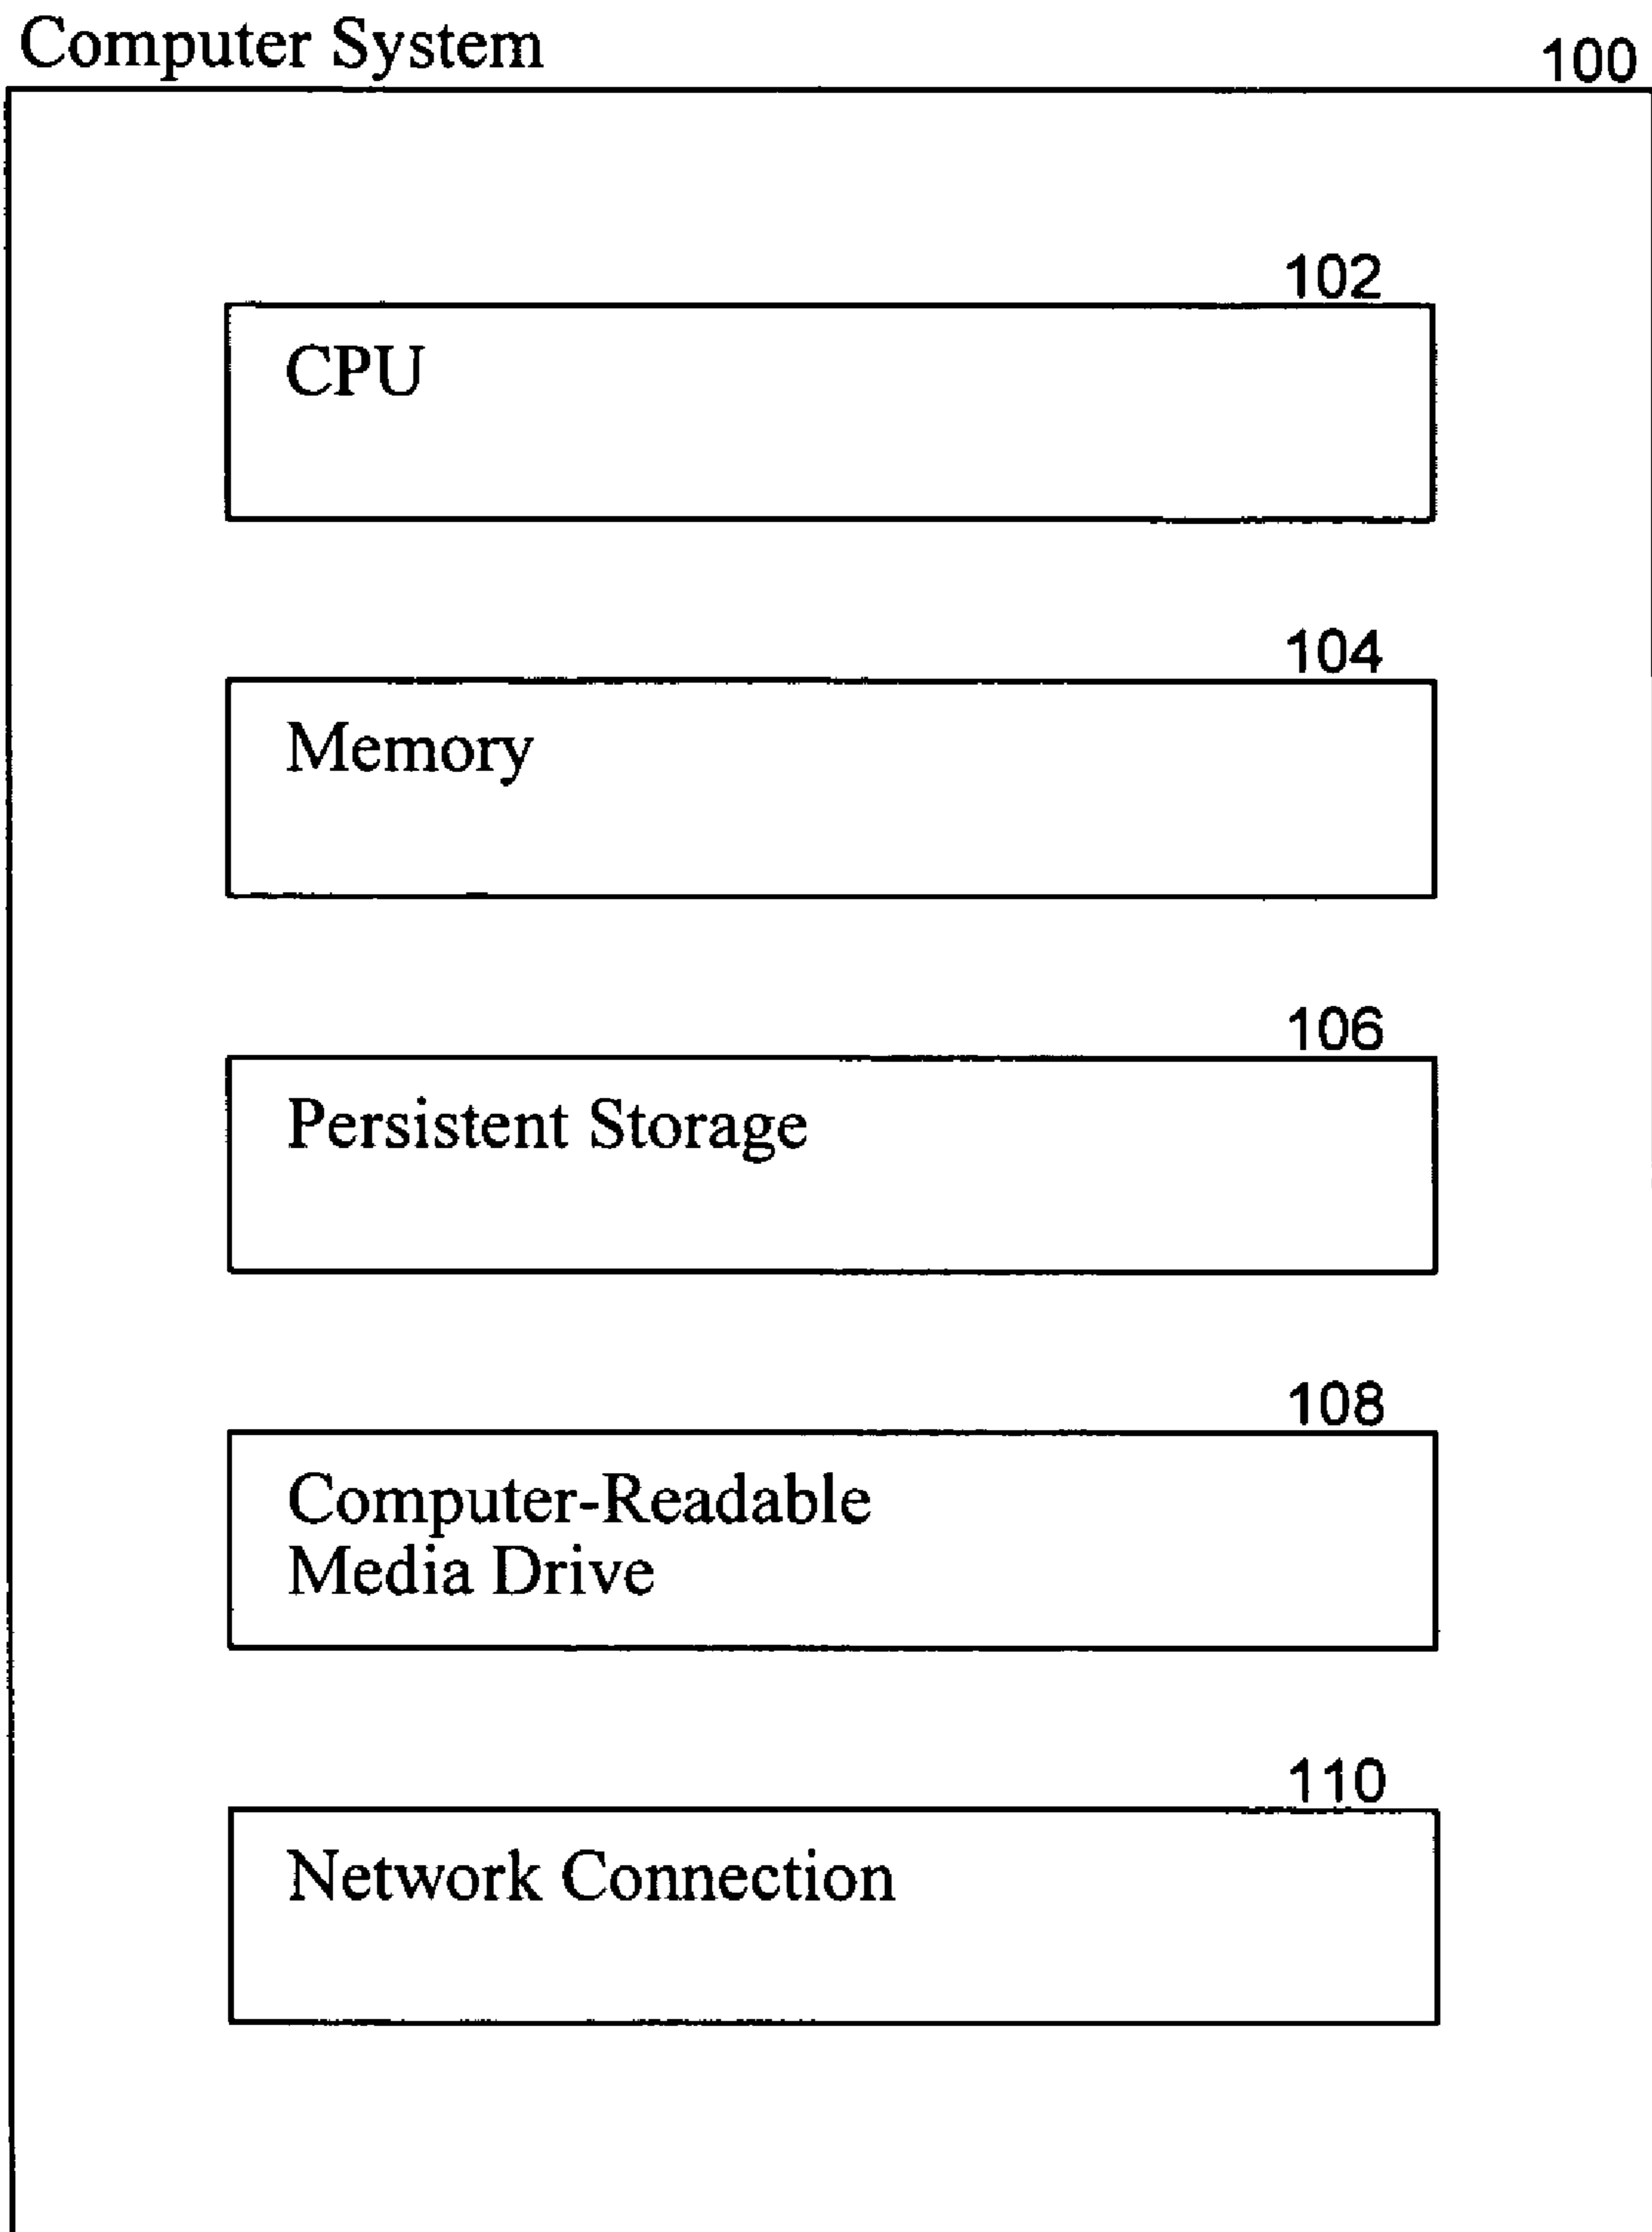 Computer System 100
102
CPU
104
Memory
106
Persistent Storage
108
Computer-Readable
Media Drive
110
Network Connection